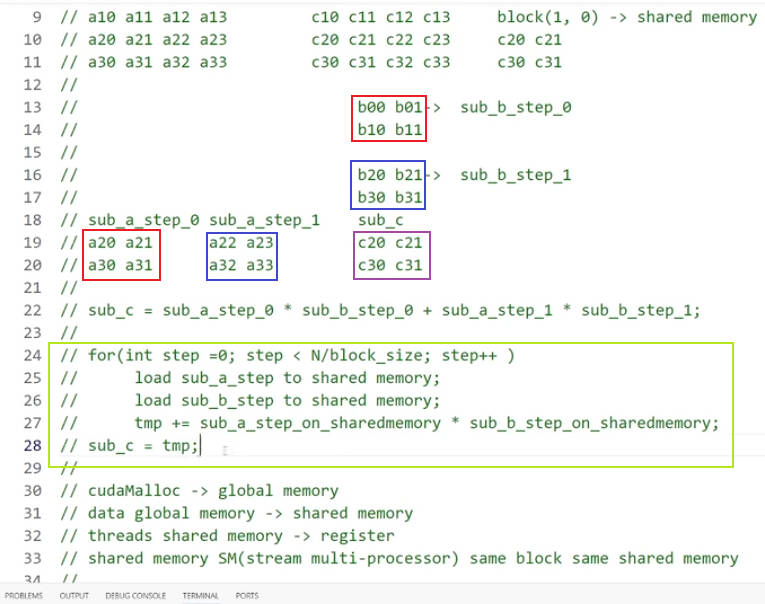 9 // a10 a11 a12 a13 c10 c11 c12 c13 block(1, 0) -> shared memory
10 // a20 a21 a22 a23 c20 c21 c22 c23 c20 c21
11 // a30 a31 a32 a33 c30 c31 c32 c33 c30 c31
12 //
13 // b00 b01-> sub_b_step_0
14 // b10 b11
15 //
16 // b20 b21-> sub_b_step_1
17 // b30 b31
18 // sub_a_step_0 sub_a_step_1 sub_c
19 // a20 a21 a22 a23 c20 c21
20 // a30 a31 a32 a33 c30 c31
21 //
22 // sub_c = sub_a_step_0 * sub_b_step_0 + sub_a_step_1 * sub_b_step_1;
23 //
24 // for(int step =0; step < N/block_size; step++ )
25 // load sub_a_step to shared memory;
26 // load sub_b_step to shared memory;
27 // tmp += sub_a_step_on_sharedmemory * sub_b_step_on_sharedmemory;
28 // sub_c = tmp;
29 //
30 // cudaMalloc -> global memory
31 // data global memory -> shared memory
32 // threads shared memory -> register
33 // shared memory SM(stream multi-processor) same block same shared memory
34 //
PROBLEMS OUTPUT DEBUG CONSOLE TERMINAL PORTS